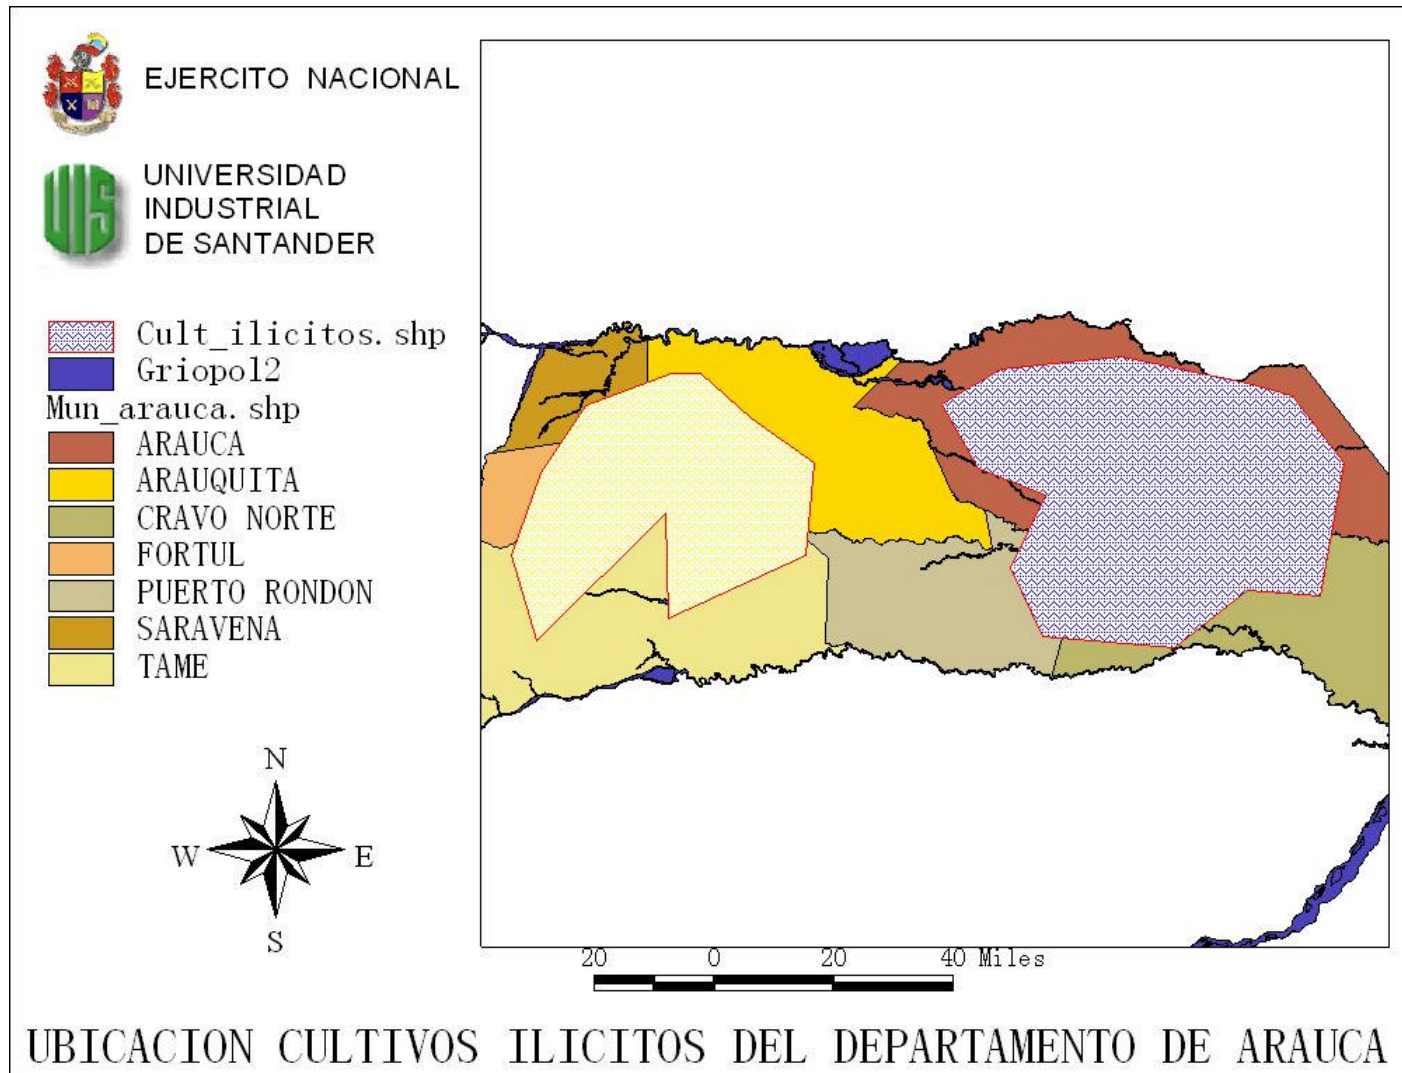 EJERCITO NACIONAL
UIS
UNIVERSIDAD
INDUSTRIAL
DE SANTANDER
Cult_ilicitos.shp
Griopol2
Mun_arauca.shp
ARAUCA
ARAUQUITA
CRAVO NORTE
FORTUL
PUERTO RONDON
SARAVENA
TAME
N
W E
S
20 0 20 40 Miles
UBICACION CULTIVOS ILICITOS DEL DEPARTAMENTO DE ARAUCA